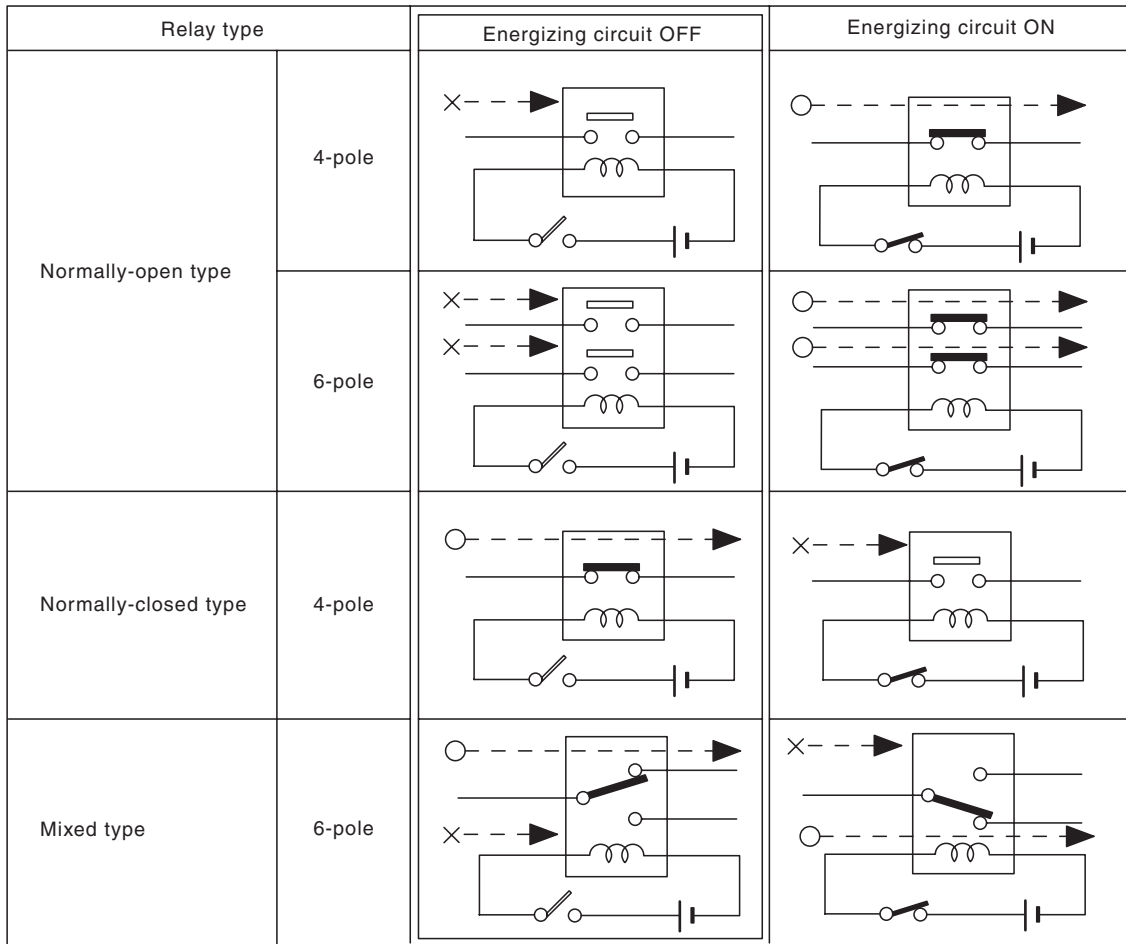 Relay type
Energizing circuit OFF
Energizing circuit ON
Normally-open type
4-pole
6-pole
Normally-closed type
4-pole
Mixed type
6-pole